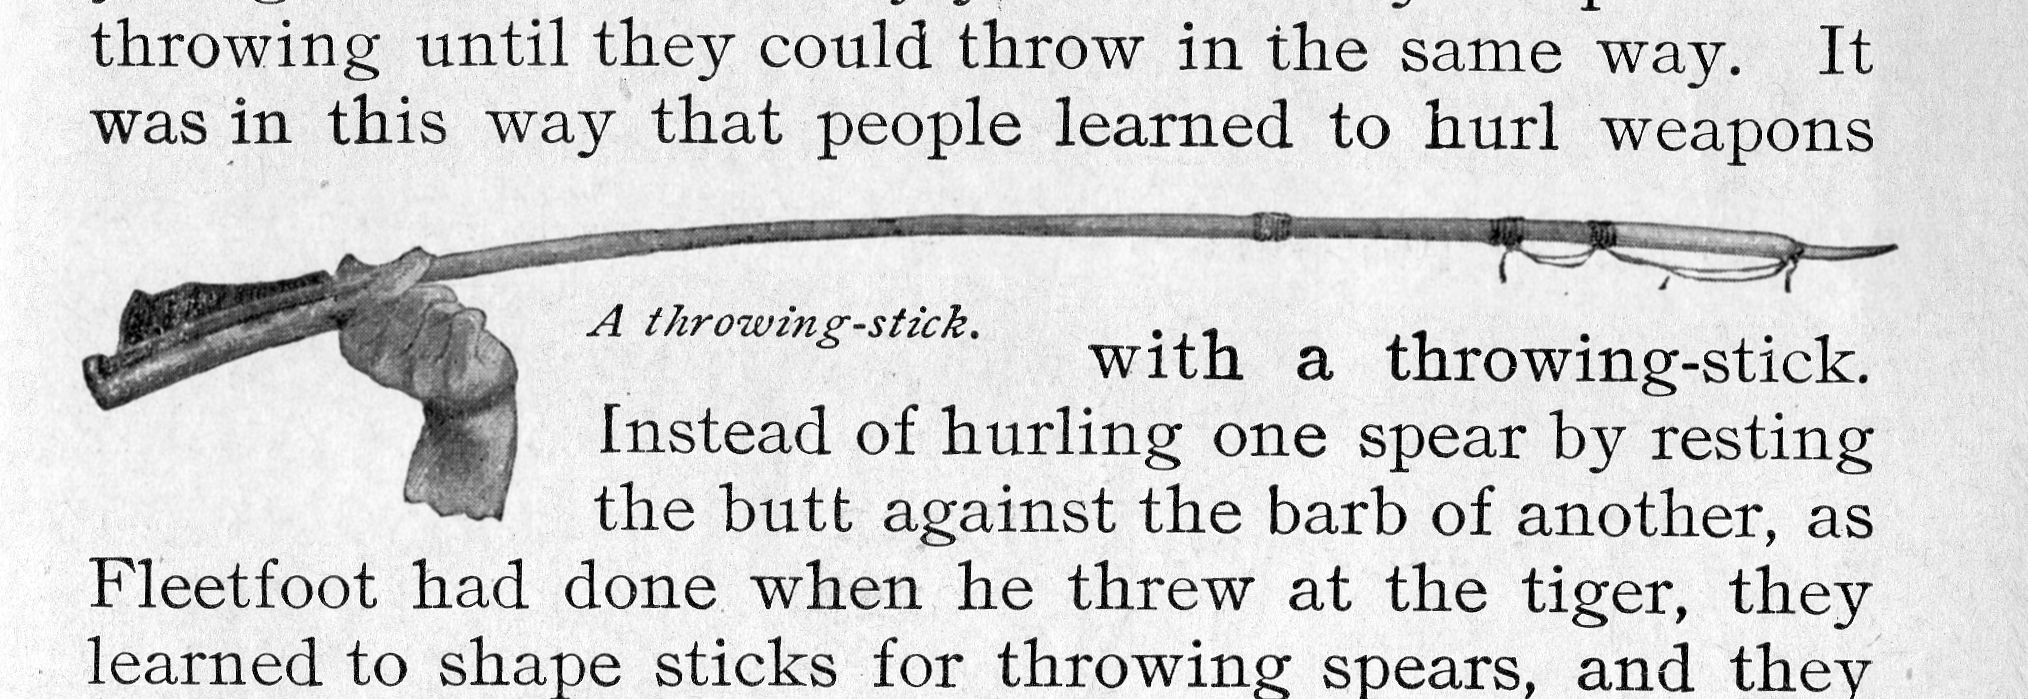 throwing until they could throw in the same way. It
was in this way that people learned to hurl weapons
A throwing-stick.
with a throwing-stick.
Instead of hurling one spear by resting
the butt against the barb of another, as
Fleetfoot had done when he threw at the tiger, they
learned to shape sticks for throwing spears, and they